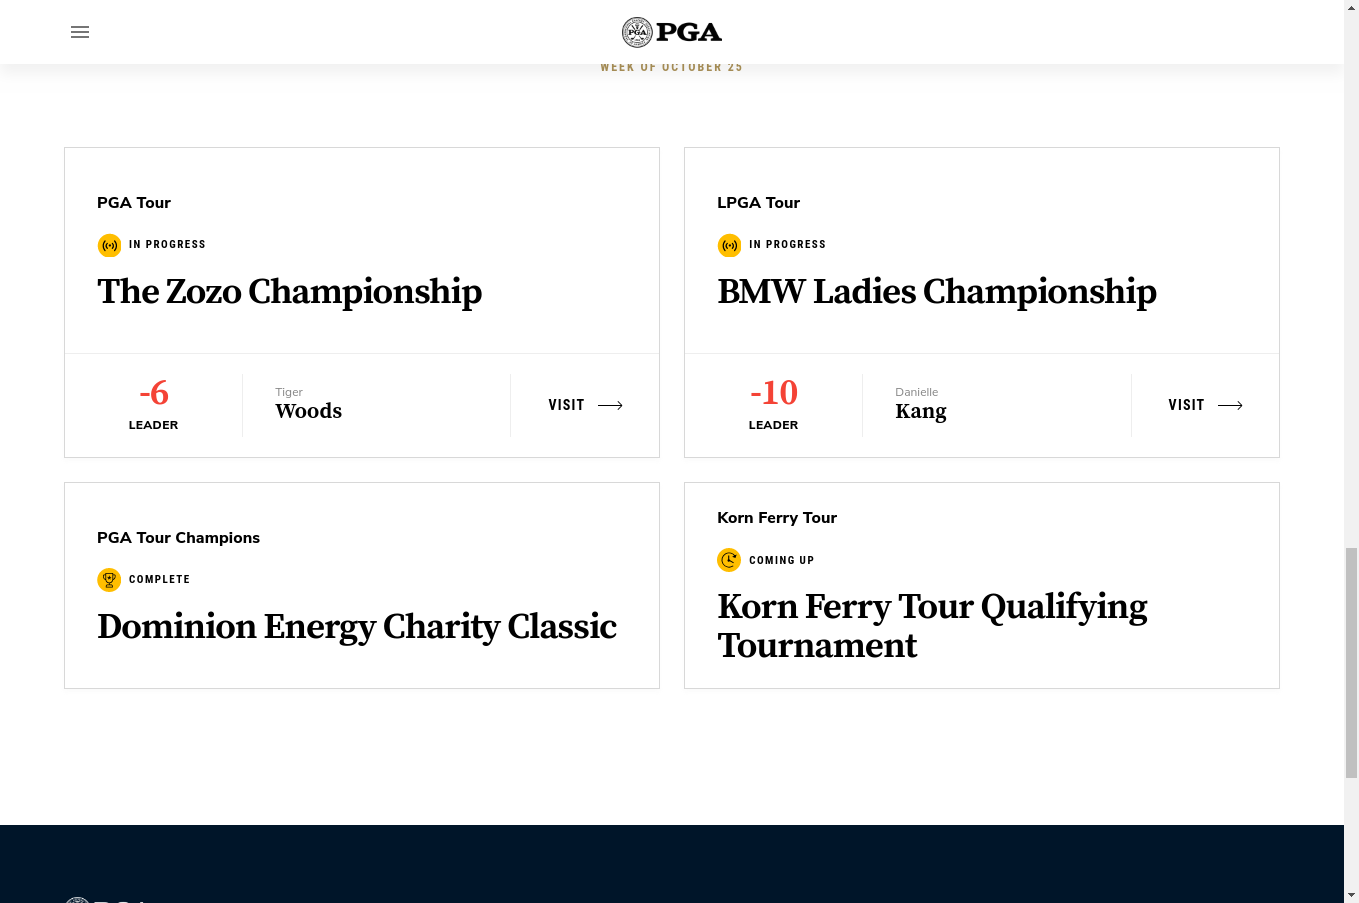 PGA
WEEK OF OCTOBER 25
PGA Tour
IN PROGRESS
The Zozo Championship
-6
LEADER
Tiger
Woods
VISIT
LPGA Tour
IN PROGRESS
BMW Ladies Championship
-10
LEADER
Danielle
Kang
VISIT
PGA Tour Champions
COMPLETE
Dominion Energy Charity Classic
Korn Ferry Tour
COMING UP
Korn Ferry Tour Qualifying
Tournament
PGA